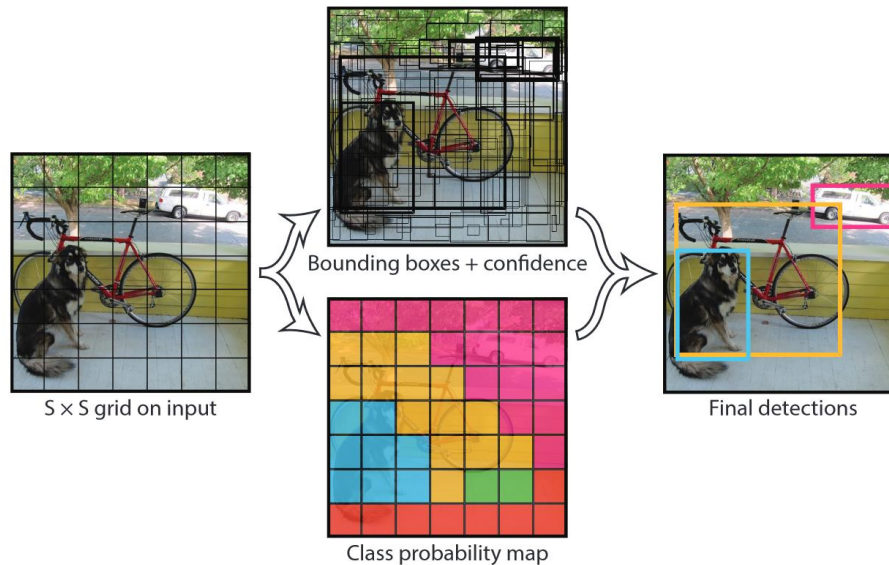 Bounding boxes + confidence
S × S grid on input
Final detections
Class probability map